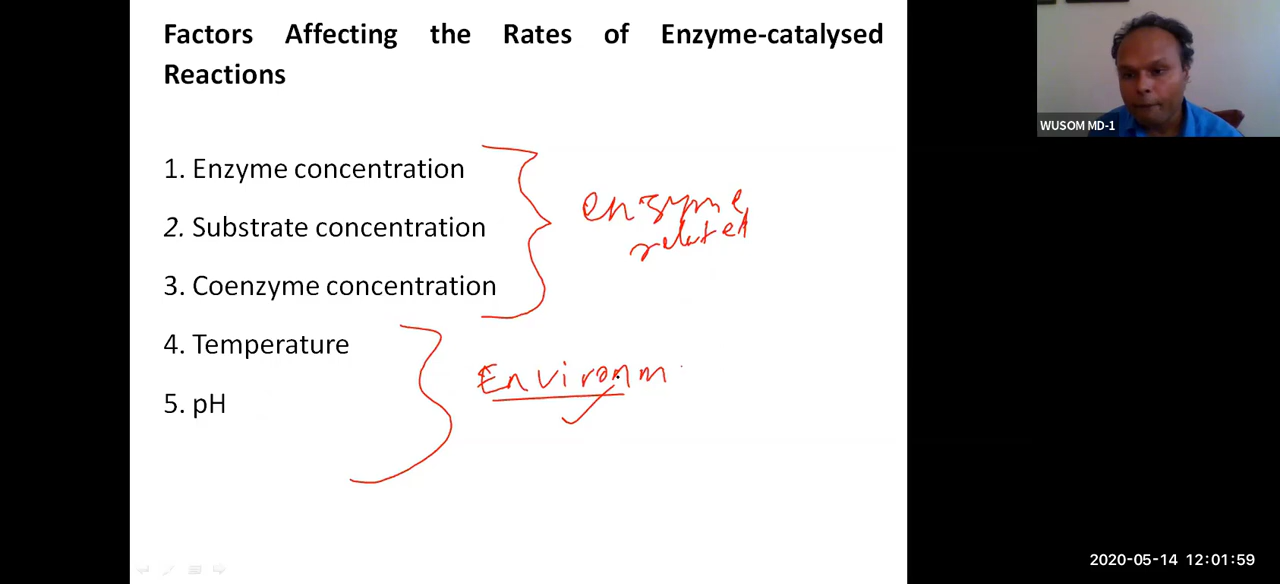 Factors Affecting the Rates of Enzyme-catalysed
Reactions
1. Enzyme concentration
2. Substrate concentration
3. Coenzyme concentration
enzyme
related
4. Temperature
5. pH
Environm
WUSOM MD-1
2020-05-14 12:01:59